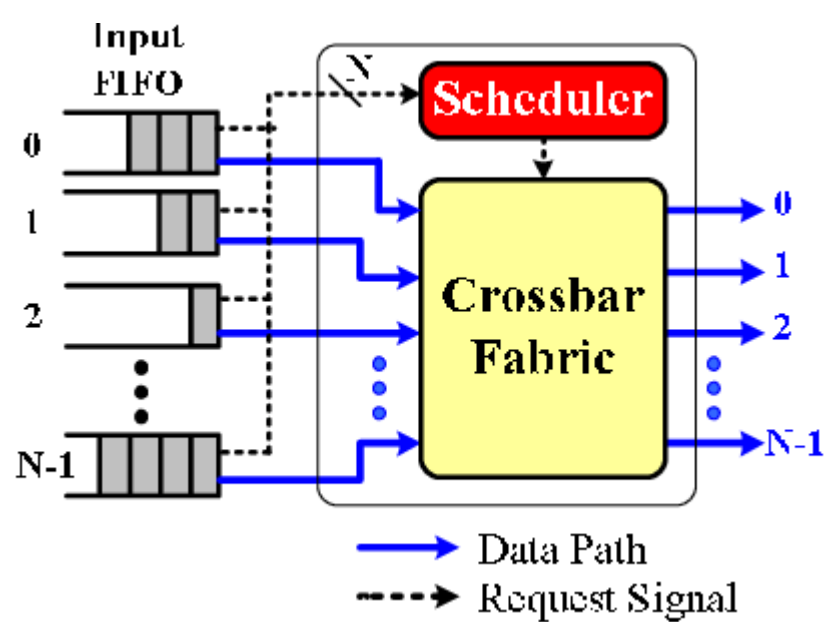 Input
FIFO
N
Scheduler
0
0
1
1
Crossbar
Fabric
2
2
N-1
N-1
Data Path
Request Signal